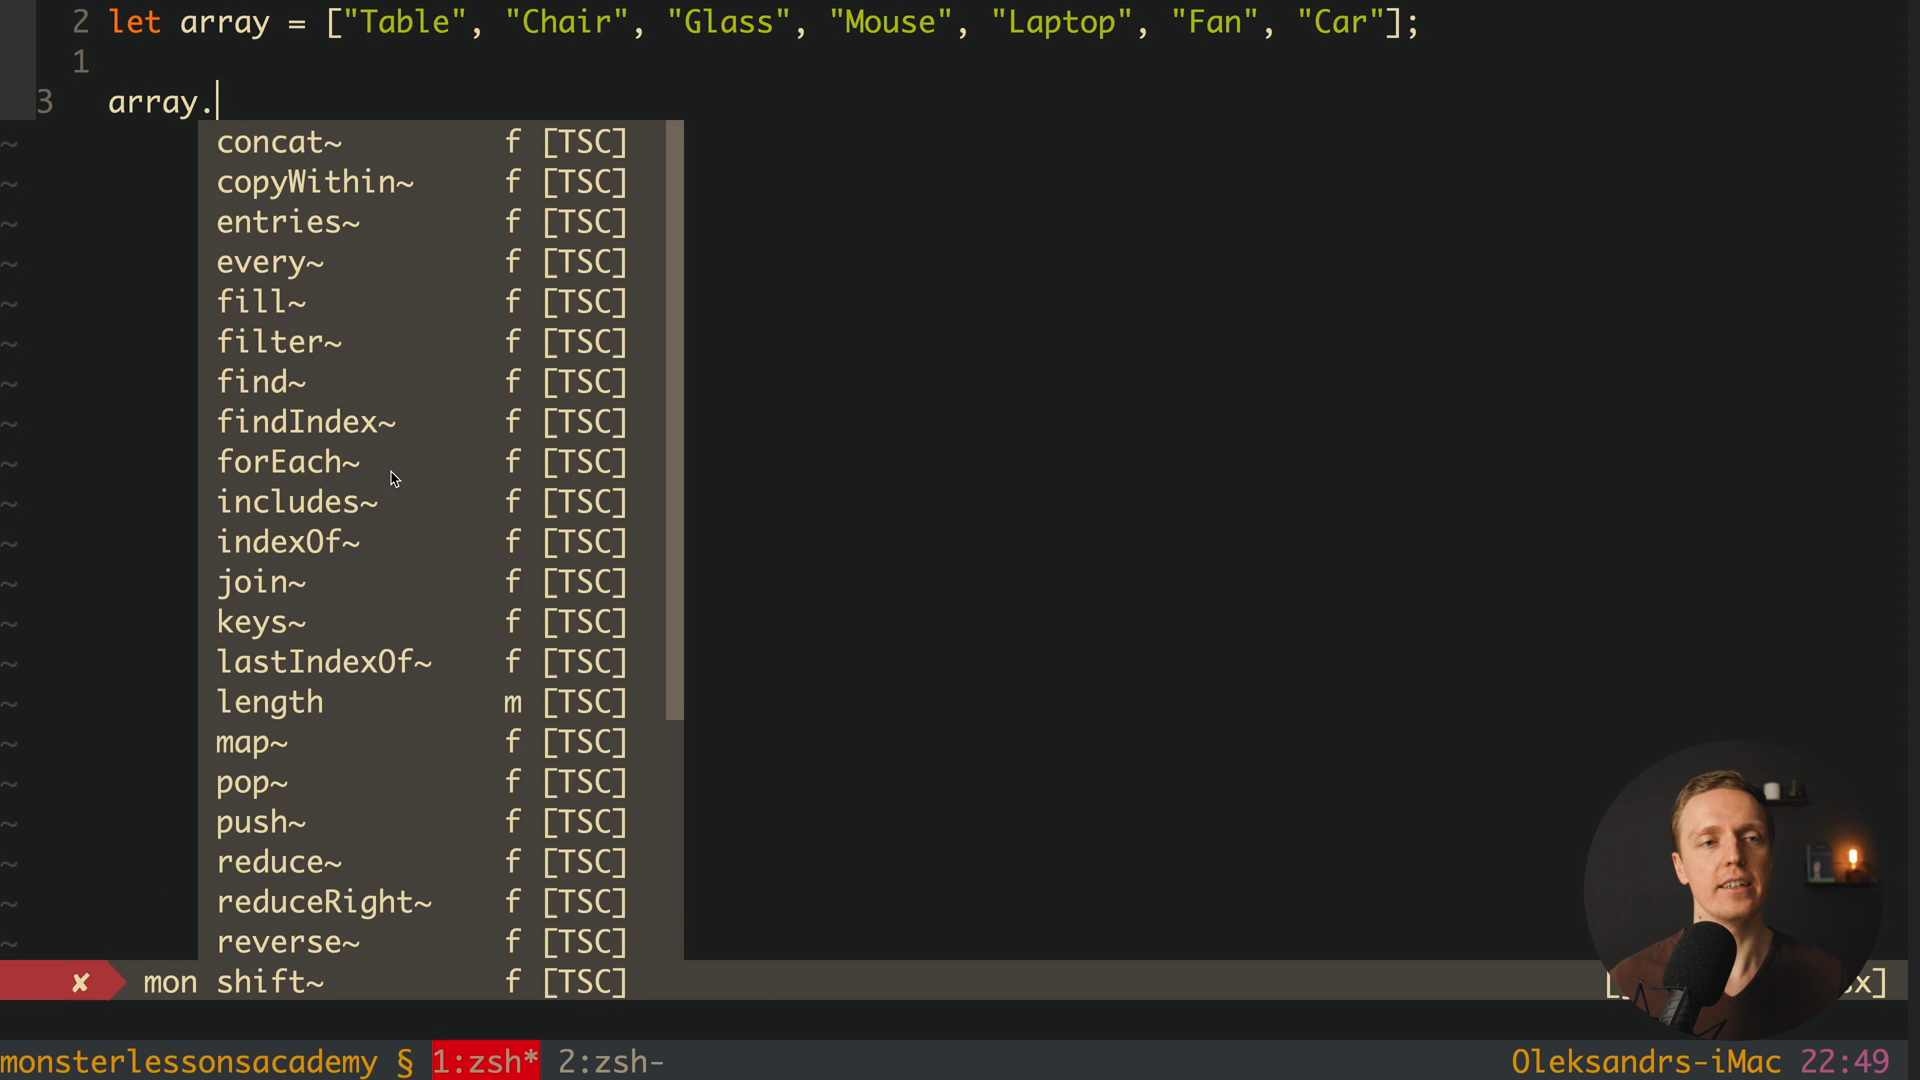 2 let array = ["Table", "Chair", "Glass", "Mouse", "Laptop", "Fan", "Car"];
1
3 array.
~ concat~ f [TSC]
~ copyWithin~ f [TSC]
~ entries~ f [TSC]
~ every~ f [TSC]
~ fill~ f [TSC]
~ filter~ f [TSC]
~ find~ f [TSC]
~ findIndex~ f [TSC]
~ forEach~ f [TSC]
~ includes~ f [TSC]
~ indexOf~ f [TSC]
~ join~ f [TSC]
~ keys~ f [TSC]
~ lastIndexOf~ f [TSC]
~ length m [TSC]
~ map~ f [TSC]
~ pop~ f [TSC]
~ push~ f [TSC]
~ reduce~ f [TSC]
~ reduceRight~ f [TSC]
~ reverse~ f [TSC]
✘ mon shift~ f [TSC] [ x]
monsterlessonsacademy § 1:zsh* 2:zsh- Oleksandrs-iMac 22:49